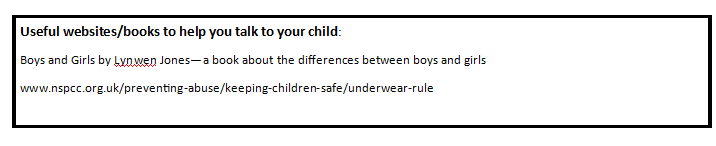 Useful websites/books to help you talk to your child:
Boys and Girls by Lynwen Jones—a book about the differences between boys and girls
www.nspcc.org.uk/preventing-abuse/keeping-children-safe/underwear-rule